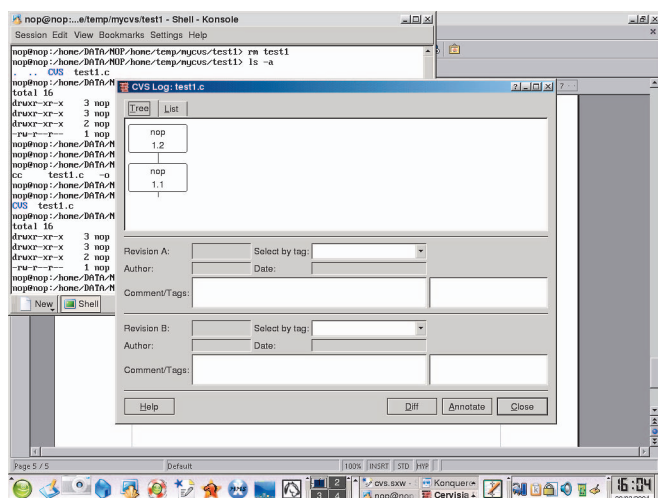 nop@nop:...e/temp/mycvs/test1 - Shell - Konsole
Session Edit View Bookmarks Settings Help
nop@nop:/home/DATA/NOP/home/temp/mycvs/test1> rm test1
nop@nop:/home/DATA/NOP/home/temp/mycvs/test1> ls -a
. .. CVS test1.c
nop@nop:/home/DATA/N
total 16
drwxr-xr-x 3 nop
drwxr-xr-x 3 nop
drwxr-xr-x 2 nop
-rw-r--r-- 1 nop
nop@nop:/home/DATA/N
nop@nop:/home/DATA/N
cc test1.c -o
nop@nop:/home/DATA/N
nop@nop:/home/DATA/N
CVS test1.c
nop@nop:/home/DATA/N
total 16
drwxr-xr-x 3 nop
drwxr-xr-x 3 nop
drwxr-xr-x 2 nop
-rw-r--r-- 1 nop
nop@nop:/home/DATA/N
nop@nop:/home/DATA/N
New Shell
CVS Log: test1.c
7
Tree List
nop
1.2
nop
1.1
Revision A: Select by tag:
Author: Date:
Comment/Tags:
Revision B: Select by tag:
Author: Date:
Comment/Tags:
Help Diff Annotate Close
Page 5 / 5 Default 100% INSRT STD HYP
2
3 4
cvs.sxw - Konquero
nop@nop: Cervisia
16:04